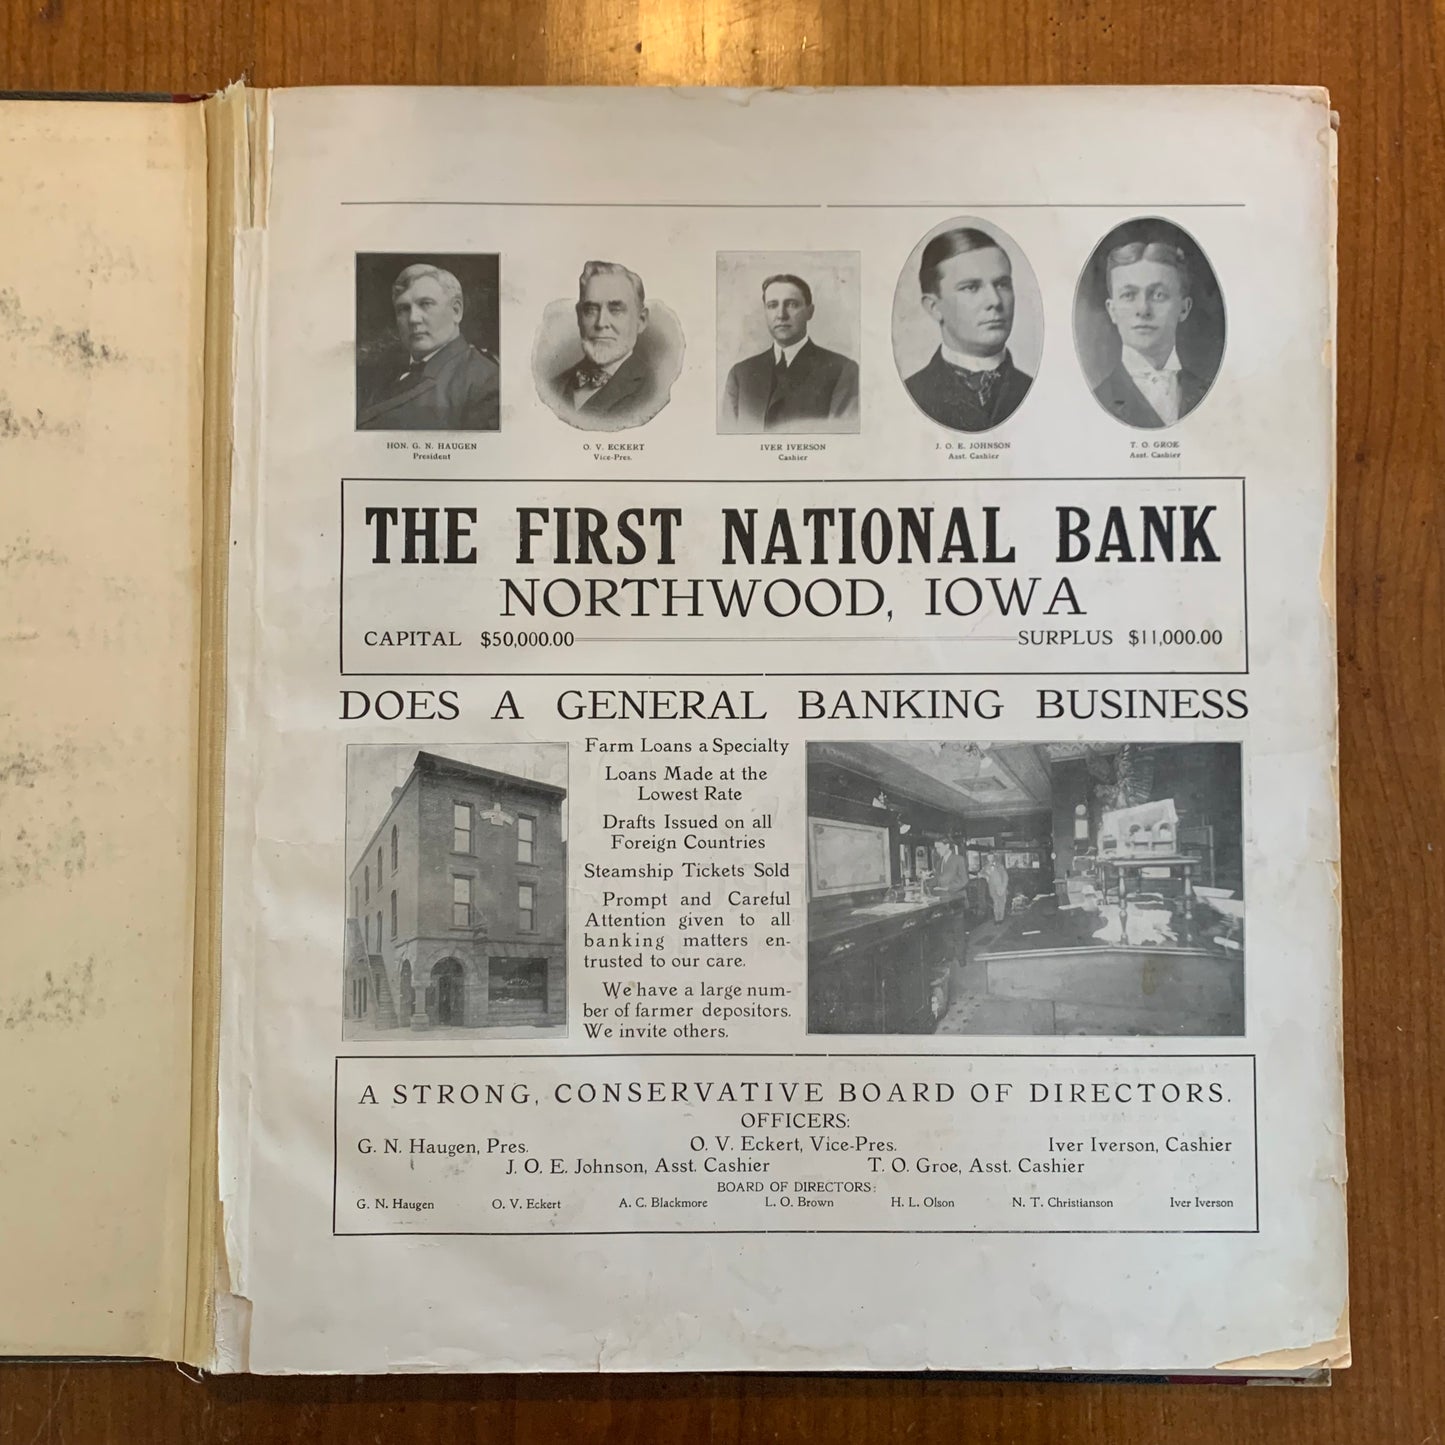 HON. G. N. HAUGEN
President
O. V. ECKERT
Vice-Pres.
IVER IVERSON
Cashier
J. O. E. JOHNSON
Asst. Cashier
T. O. GROE
Asst. Cashier
THE FIRST NATIONAL BANK
NORTHWOOD, IOWA
CAPITAL $50,000.00 SURPLUS $11,000.00
DOES A GENERAL BANKING BUSINESS
Farm Loans a Specialty
Loans Made at the
Lowest Rate
Drafts Issued on all
Foreign Countries
Steamship Tickets Sold
Prompt and Careful
Attention given to all
banking matters en-
trusted to our care.
We have a large num-
ber of farmer depositors.
We invite others.
A STRONG, CONSERVATIVE BOARD OF DIRECTORS.
OFFICERS:
G. N. Haugen, Pres. O. V. Eckert, Vice-Pres. Iver Iverson, Cashier
J. O. E. Johnson, Asst. Cashier T. O. Groe, Asst. Cashier
BOARD OF DIRECTORS:
G. N. Haugen O. V. Eckert A. C. Blackmore L. O. Brown H. L. Olson N. T. Christianson Iver Iverson